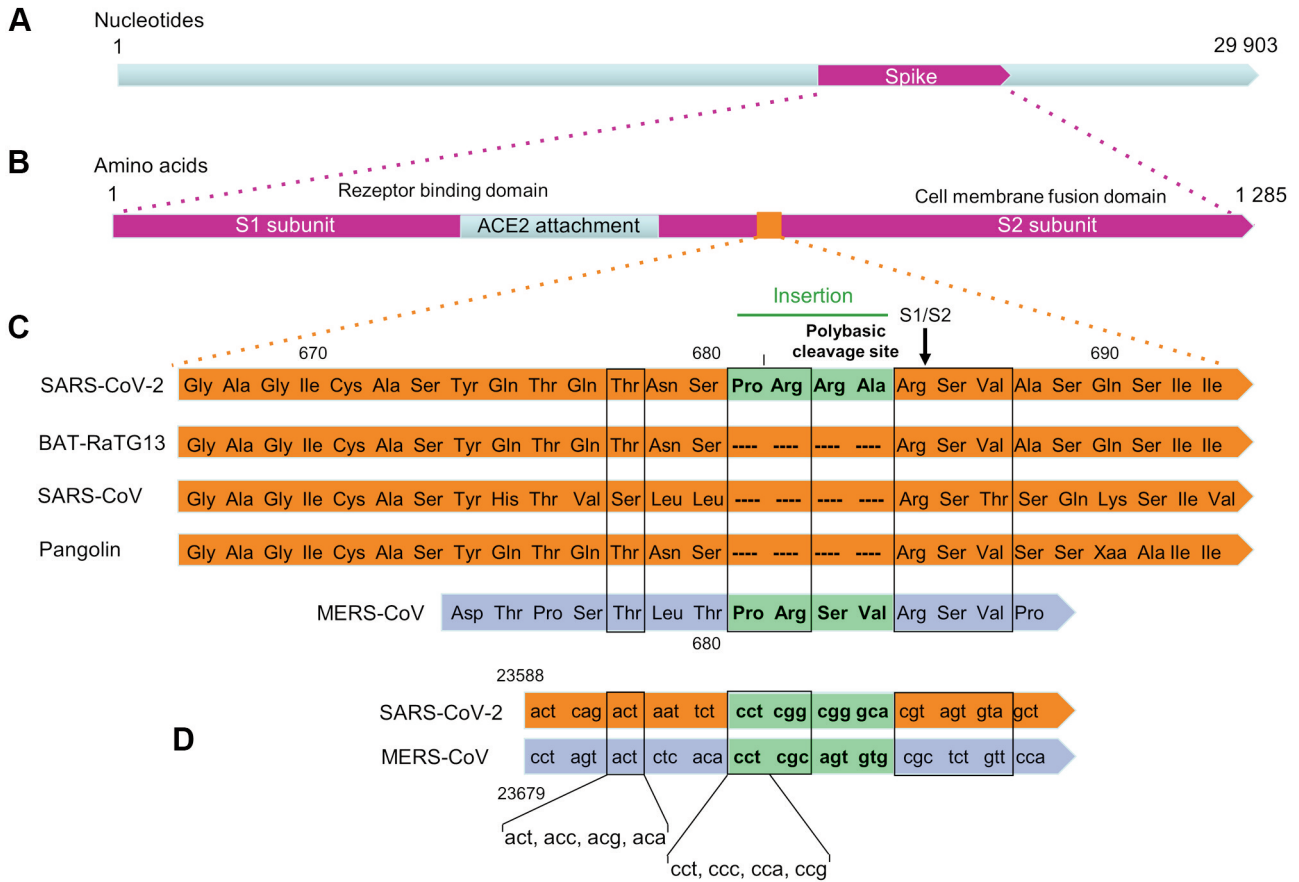 A
Nucleotides
1
29 903
Spike
B
Amino acids
1
Rezeptor binding domain
Cell membrane fusion domain
1 285
S1 subunit
ACE2 attachment
S2 subunit
Insertion
C
S1/S2
Polybasic
cleavage site
670
680
690
SARS-CoV-2 Gly Ala Gly Ile Cys Ala Ser Tyr Gln Thr Gln Thr Asn Ser Pro Arg Arg Ala Arg Ser Val Ala Ser Gln Ser Ile Ile
BAT-RaTG13 Gly Ala Gly Ile Cys Ala Ser Tyr Gln Thr Gln Thr Asn Ser ---- ---- ---- ---- Arg Ser Val Ala Ser Gln Ser Ile Ile
SARS-CoV Gly Ala Gly Ile Cys Ala Ser Tyr His Thr Val Ser Leu Leu ---- ---- ---- ---- Arg Ser Thr Ser Gln Lys Ser Ile Val
Pangolin Gly Ala Gly Ile Cys Ala Ser Tyr Gln Thr Gln Thr Asn Ser ---- ---- ---- ---- Arg Ser Val Ser Ser Xaa Ala Ile Ile
MERS-CoV Asp Thr Pro Ser Thr Leu Thr Pro Arg Ser Val Arg Ser Val Pro
680
23588
SARS-CoV-2 act cag act aat tct cct cgg cgg gca cgt agt gta gct
D
MERS-CoV cct agt act ctc aca cct cgc agt gtg cgc tct gtt cca
23679
act, acc, acg, aca
cct, ccc, cca, ccg